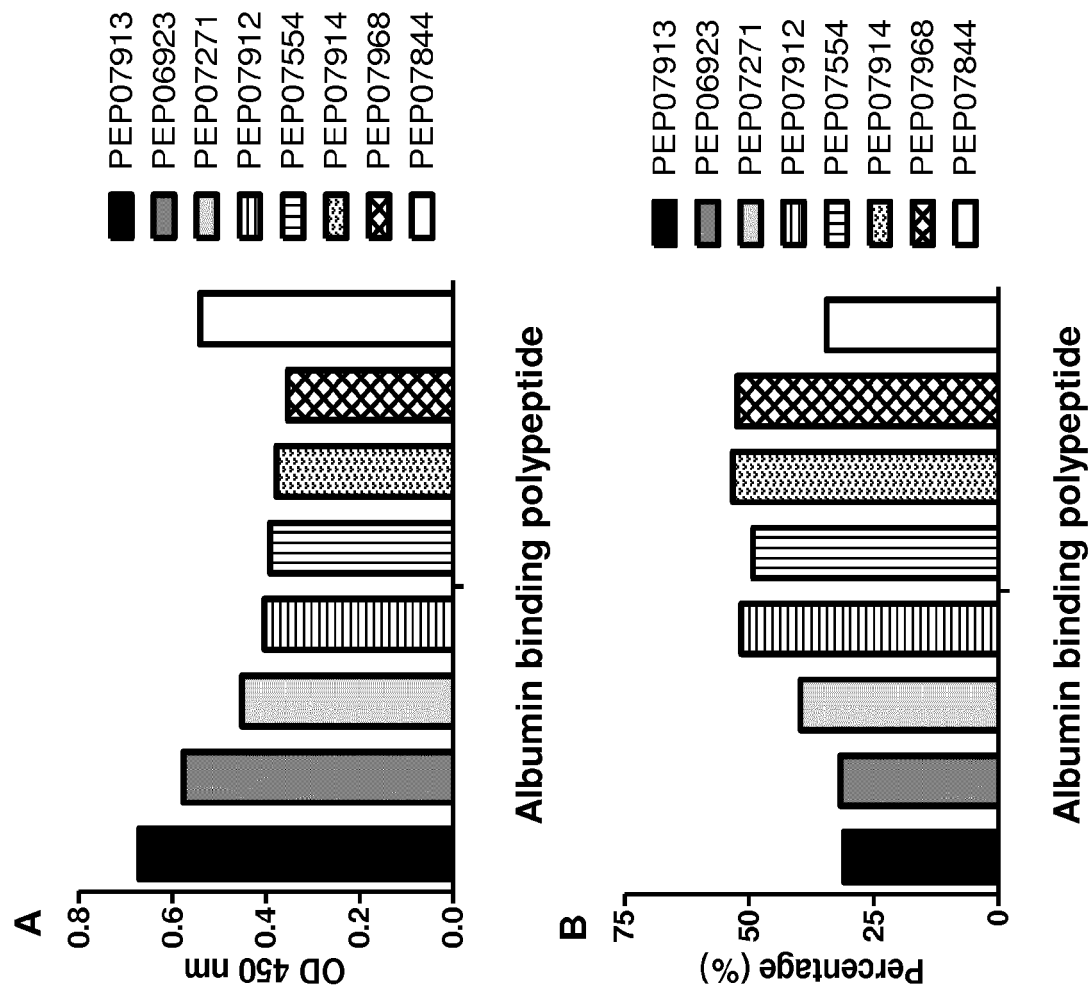 A
OD 450 nm
0.8
0.6
0.4
0.2
0.0
Albumin binding polypeptide
PEP07913
PEP06923
PEP07271
PEP07912
PEP07554
PEP07914
PEP07968
PEP07844
B
Percentage (%)
75
50
25
0
Albumin binding polypeptide
PEP07913
PEP06923
PEP07271
PEP07912
PEP07554
PEP07914
PEP07968
PEP07844